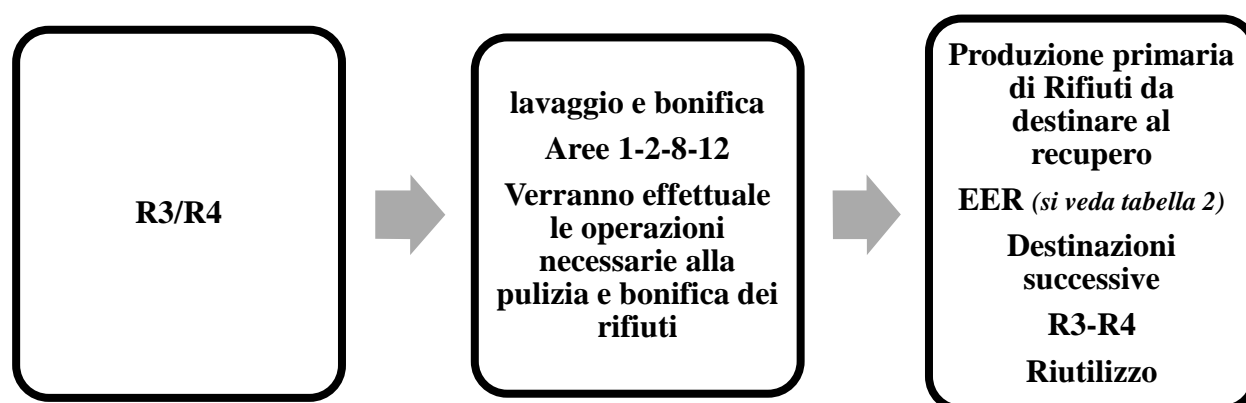 R3/R4
lavaggio e bonifica
Aree 1-2-8-12
Verranno effettuale
le operazioni
necessarie alla
pulizia e bonifica dei
rifiuti
Produzione primaria
di Rifiuti da
destinare al
recupero
EER (si veda tabella 2)
Destinazioni
successive
R3-R4
Riutilizzo